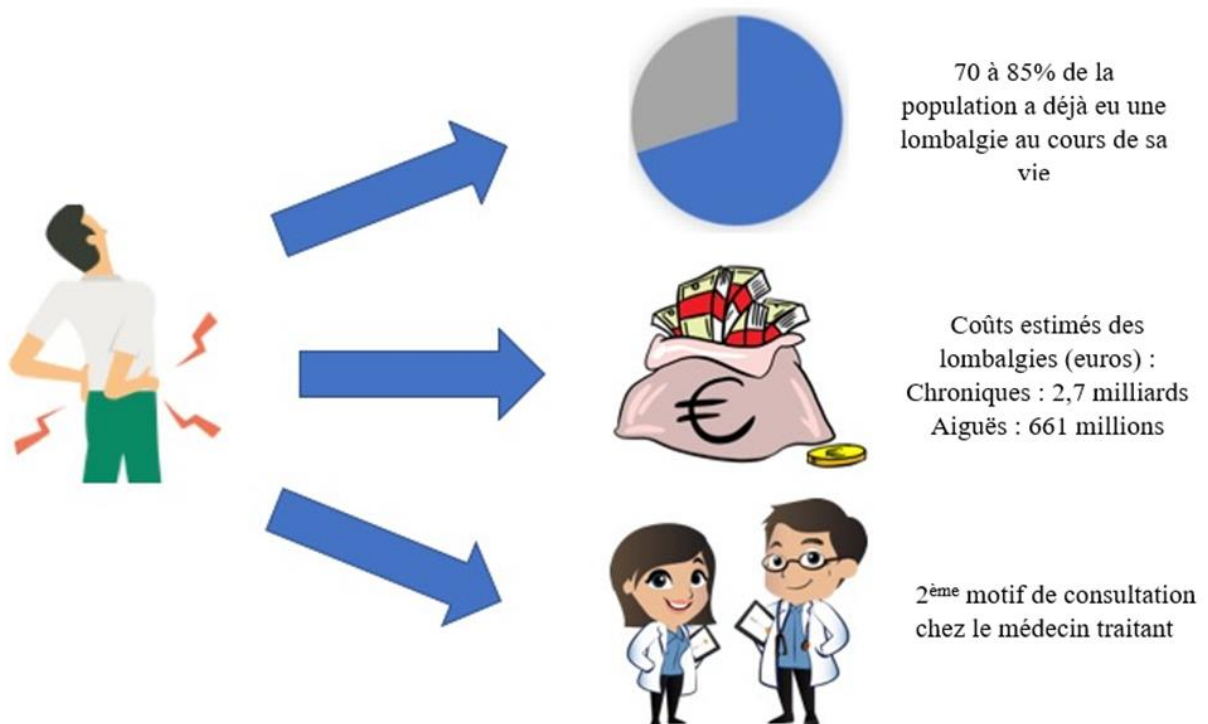 70 à 85% de la
population a déjà eu une
lombalgie au cours de sa
vie
€
Coûts estimés des
lombalgies (euros) :
Chroniques : 2,7 milliards
Aiguës : 661 millions
2ème motif de consultation
chez le médecin traitant